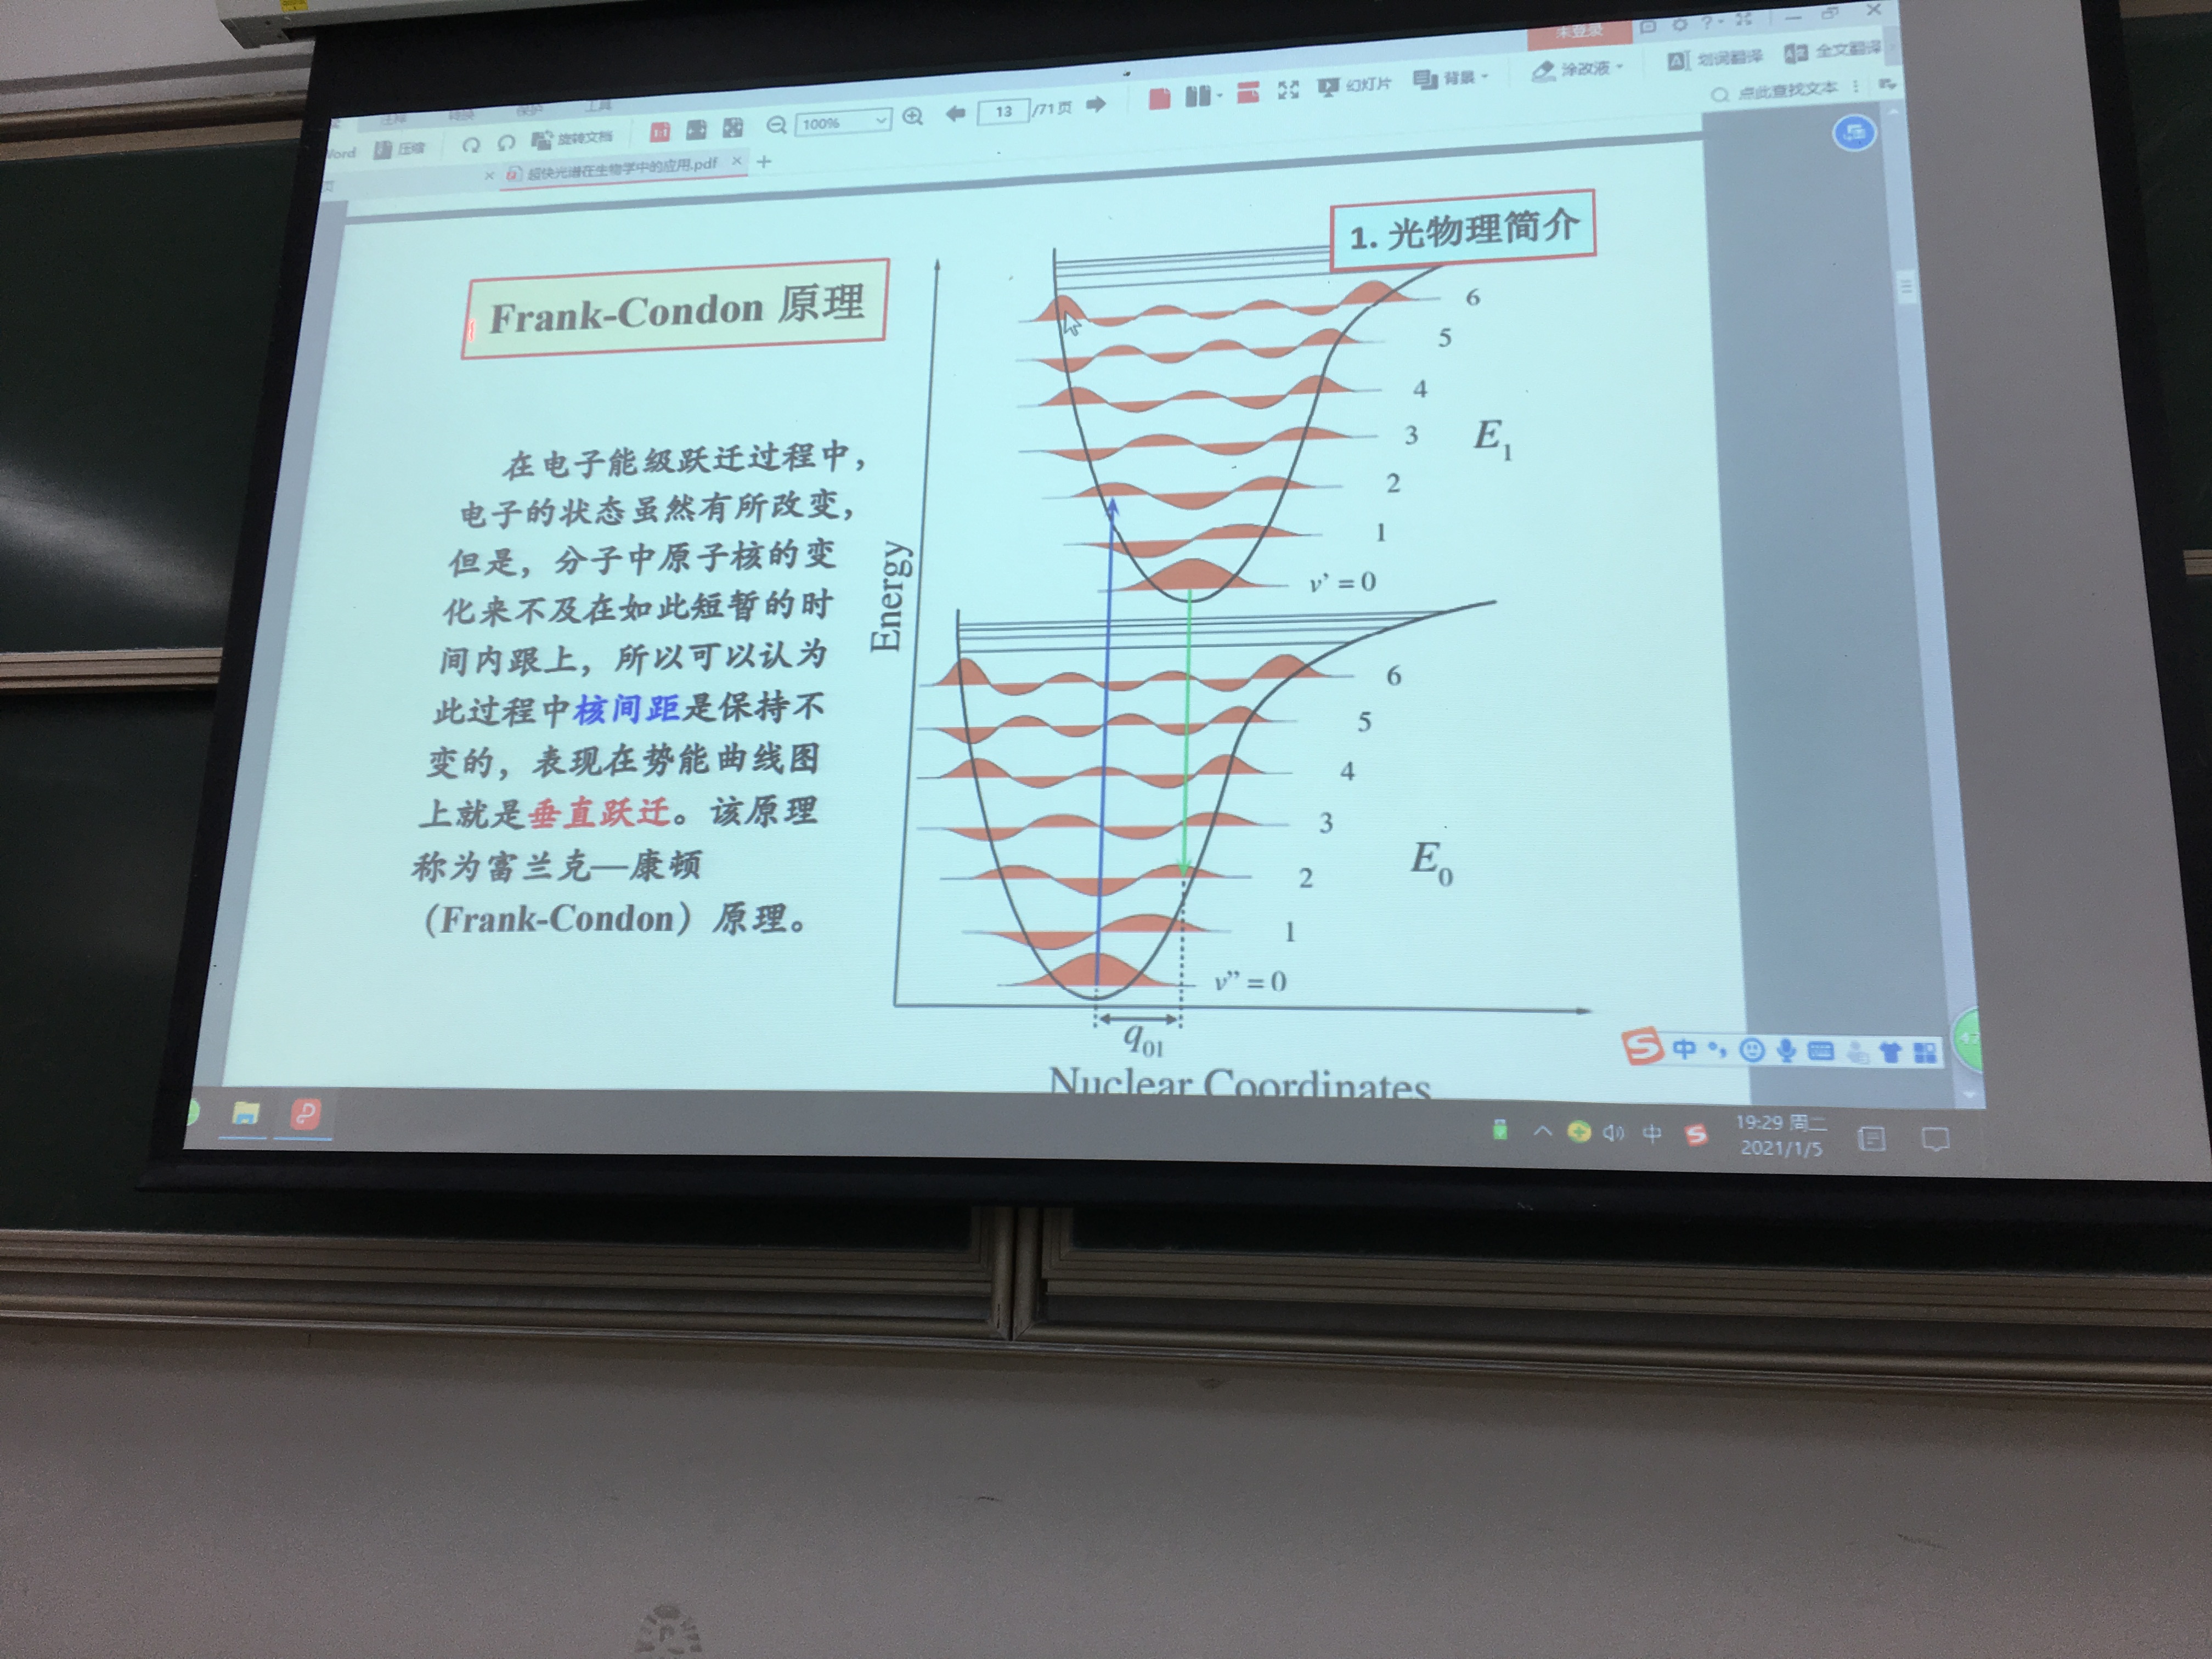 未登录
注释
转换
保护
工具
Word
压缩
旋转文档
100%
13
/71页
幻灯片
背景
涂改液
划词翻译
全文翻译
点此查找文本
页
超快光谱在生物学中的应用.pdf
1. 光物理简介
Frank-Condon 原理
在电子能级跃迁过程中，
电子的状态虽然有所改变，
但是，分子中原子核的变
化来不及在如此短暂的时
间内跟上，所以可以认为
此过程中核间距是保持不
变的，表现在势能曲线图
上就是垂直跃迁。该原理
称为富兰克—康顿
（Frank-Condon）原理。
Energy
6
5
4
3
E1
2
1
v’ = 0
6
5
4
3
E0
2
1
v” = 0
q01
Nuclear Coordinates
中
中
19:29 周二
2021/1/5